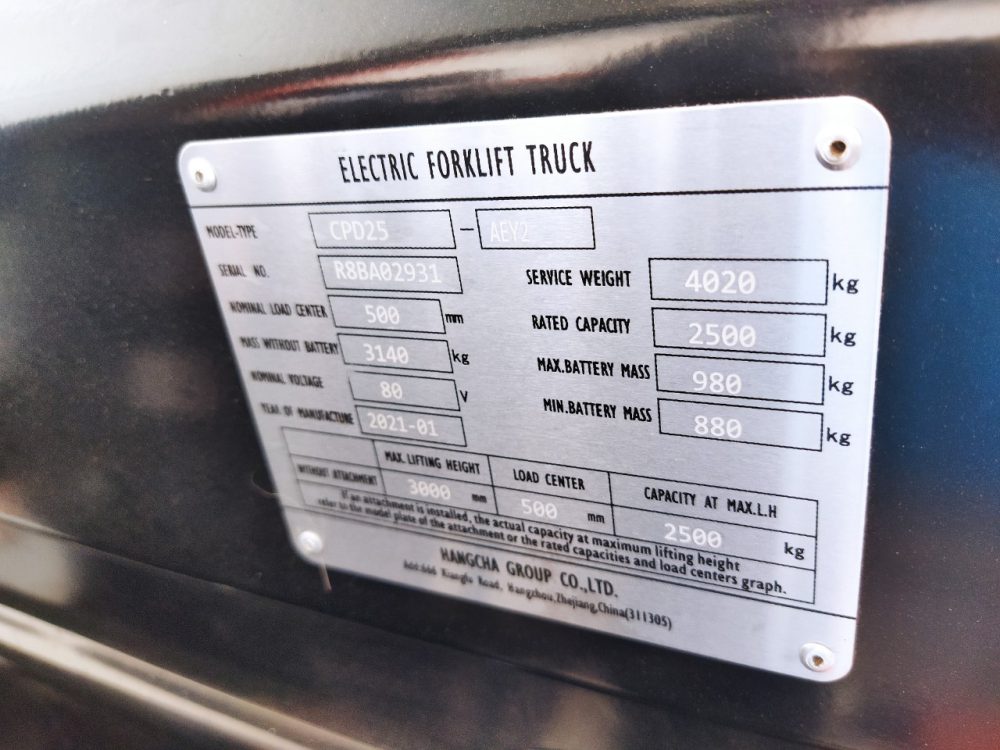 ELECTRIC FORKLIFT TRUCK
MODEL-TYPE CPD25 - AEY2
SERIAL NO. R8BA02931
SERVICE WEIGHT 4020 kg
NOMINAL LOAD CENTER 500 mm
RATED CAPACITY 2500 kg
MASS WITHOUT BATTERY 3140 kg
MAX.BATTERY MASS 980 kg
NOMINAL VOLTAGE 80 V
MIN.BATTERY MASS 880 kg
YEAR OF MANUFACTURE 2021-01
MAX. LIFTING HEIGHT LOAD CENTER CAPACITY AT MAX.L.H
WITHOUT ATTACHMENT 3000 mm 500 mm 2500 kg
If an attachment is installed, the actual capacity at maximum lifting height
refer to the model plate of the attachment or the rated capacities and load centers graph.
HANGCHA GROUP CO.,LTD.
Add:666 Xiangfu Road, Hangzhou,Zhejiang,China(311305)